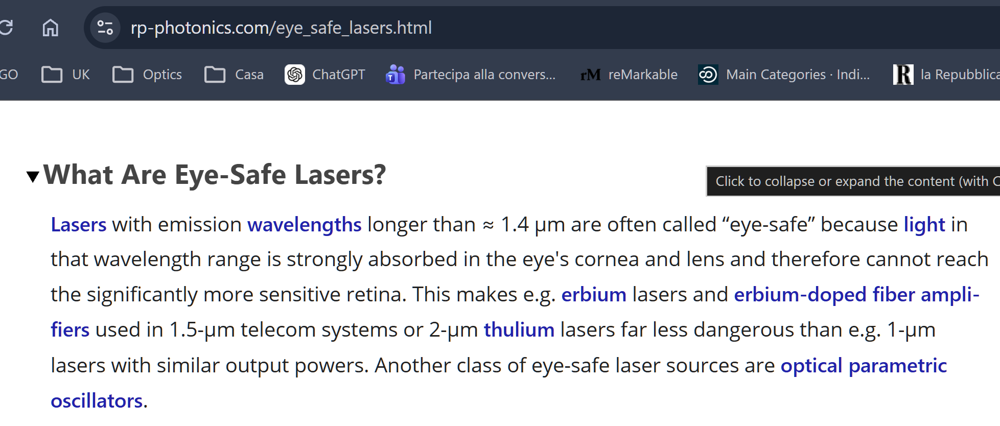 rp-photonics.com/eye_safe_lasers.html
GO UK Optics Casa ChatGPT Partecipa alla convers... rM reMarkable Main Categories · Indi... R la Repubblica
What Are Eye-Safe Lasers?
Click to collapse or expand the content (with C
Lasers with emission wavelengths longer than ≈ 1.4 µm are often called “eye-safe” because light in
that wavelength range is strongly absorbed in the eye's cornea and lens and therefore cannot reach
the significantly more sensitive retina. This makes e.g. erbium lasers and erbium-doped fiber ampli-
fiers used in 1.5-µm telecom systems or 2-µm thulium lasers far less dangerous than e.g. 1-µm
lasers with similar output powers. Another class of eye-safe laser sources are optical parametric
oscillators.